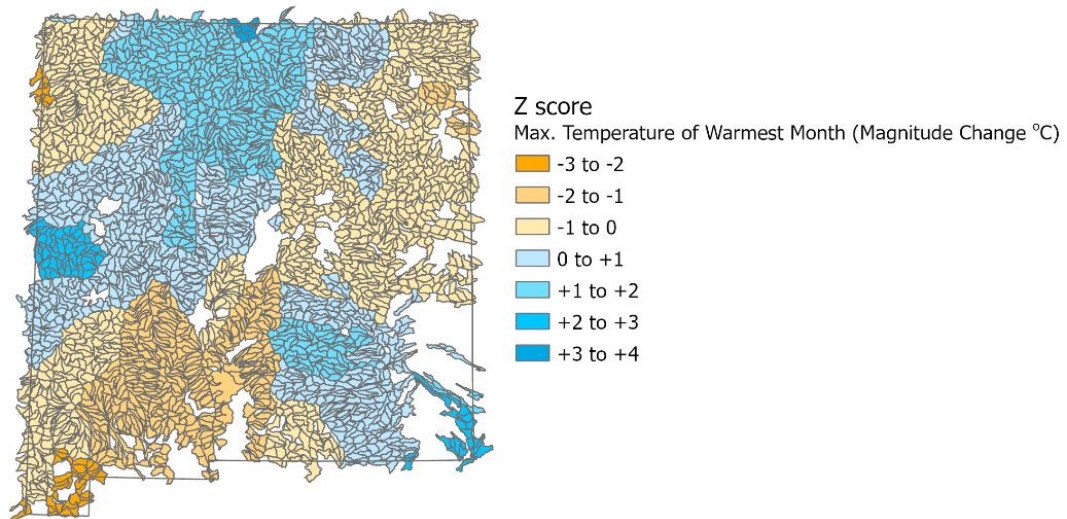 Z score
Max. Temperature of Warmest Month (Magnitude Change °C)
-3 to -2
-2 to -1
-1 to 0
0 to +1
+1 to +2
+2 to +3
+3 to +4